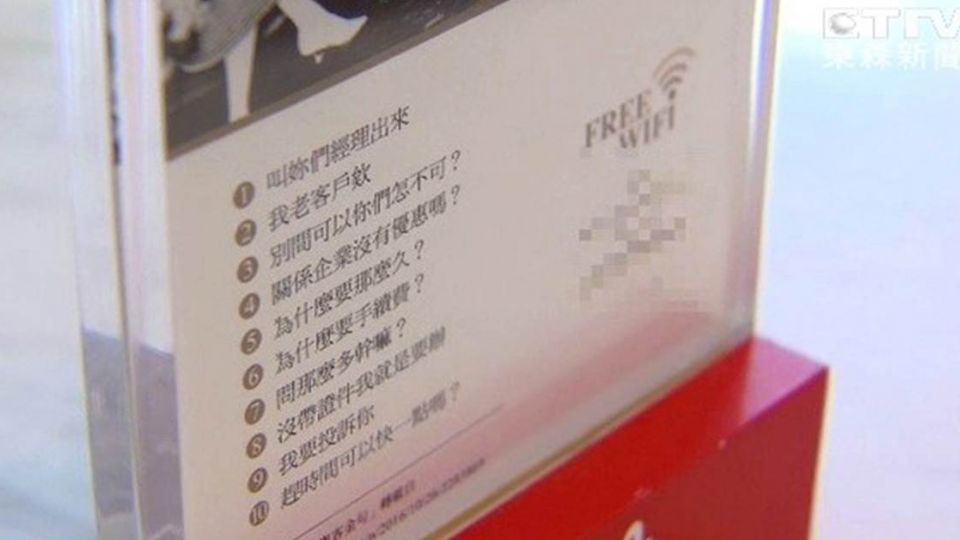 ETTV
東森新聞
FREE
WIFI
1 叫妳們經理出來
2 我老客戶欸
3 別間可以你們怎不可？
4 關係企業沒有優惠嗎？
5 為什麼要那麼久？
6 為什麼要手續費？
7 問那麼多幹嘛？
8 沒帶證件我就是要辦
9 我要投訴你
10 趕時間可以快一點嗎？